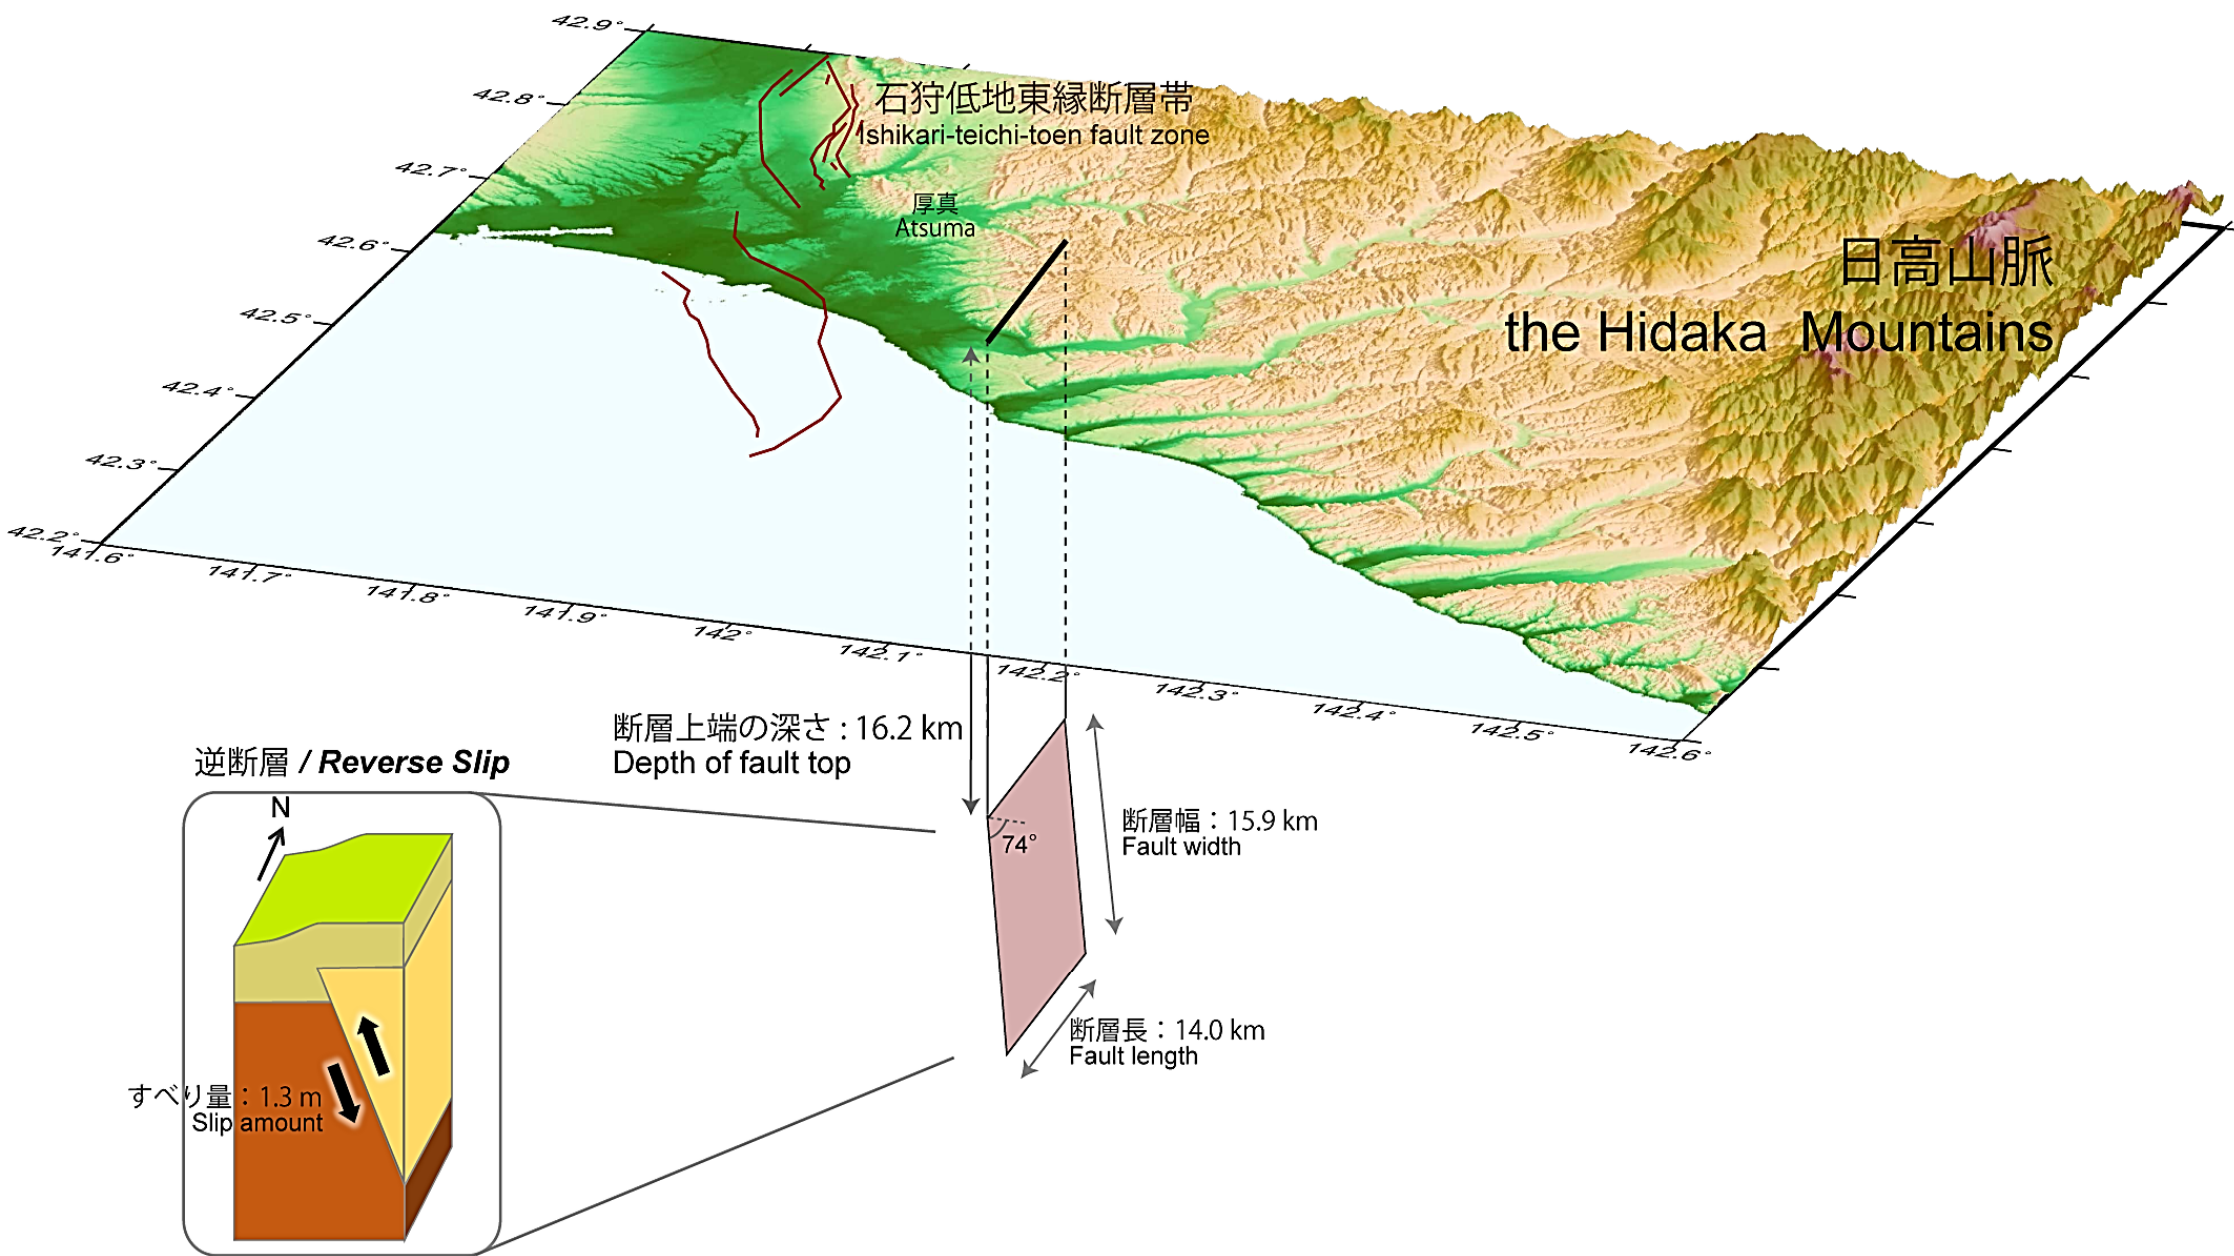 42.9°
42.8°
42.7°
42.6°
42.5°
42.4°
42.3°
42.2°
141.6°
141.7°
141.8°
141.9°
142°
142.1°
142.2°
142.3°
142.4°
142.5°
142.6°
石狩低地東縁断層帯
Ishikari-teichi-toen fault zone
厚真
Atsuma
日高山脈
the Hidaka Mountains
断層上端の深さ : 16.2 km
Depth of fault top
逆断層 / Reverse Slip
N
74°
断層幅：15.9 km
Fault width
断層長：14.0 km
Fault length
すべり量：1.3 m
Slip amount